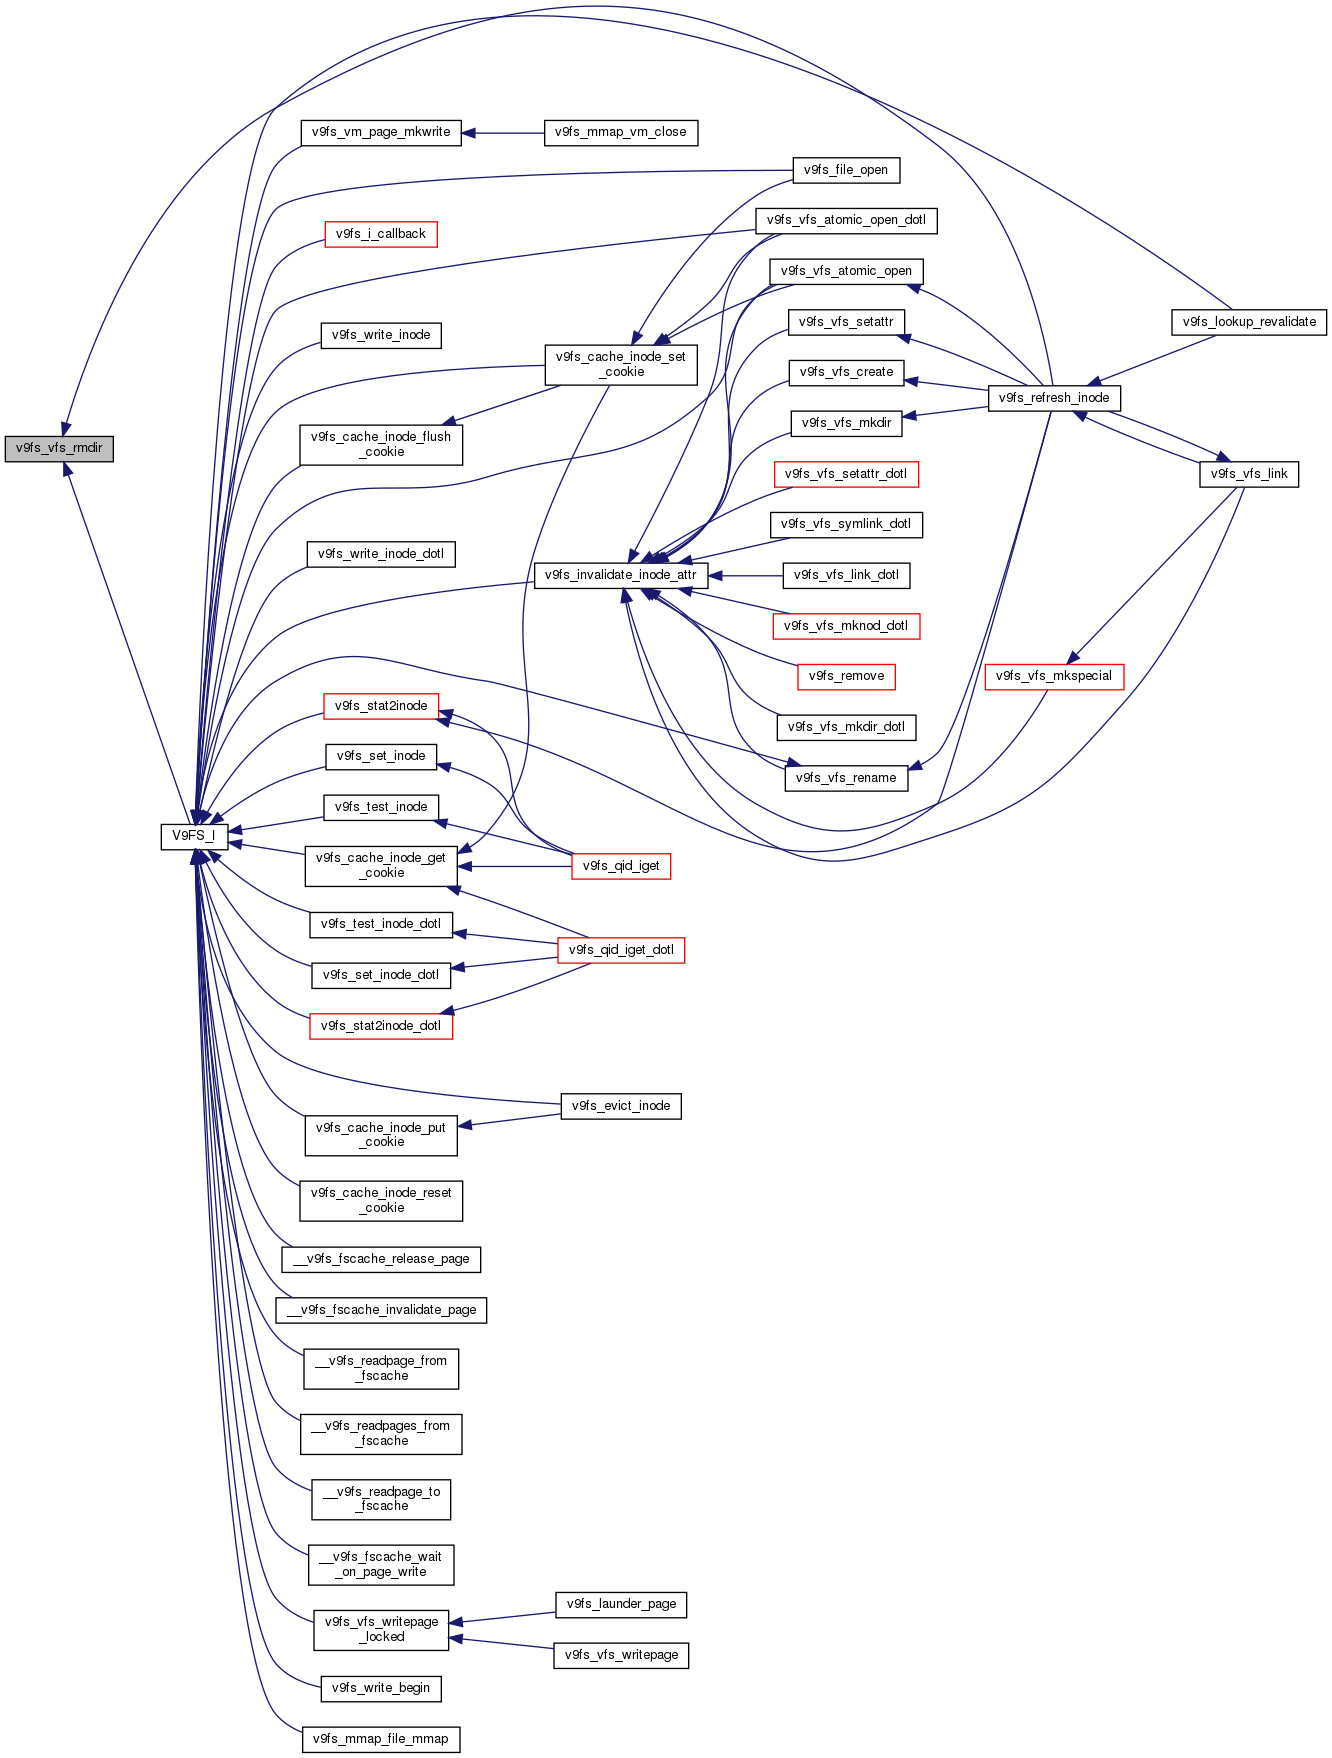 v9fs_vm_page_mkwrite
v9fs_mmap_vm_close
v9fs_file_open
v9fs_vfs_atomic_open_dotl
v9fs_i_callback
v9fs_vfs_atomic_open
v9fs_vfs_setattr
v9fs_lookup_revalidate
v9fs_write_inode
v9fs_cache_inode_set
_cookie
v9fs_vfs_create
v9fs_refresh_inode
v9fs_vfs_mkdir
v9fs_vfs_rmdir
v9fs_cache_inode_flush
_cookie
v9fs_vfs_setattr_dotl
v9fs_vfs_link
v9fs_vfs_symlink_dotl
v9fs_write_inode_dotl
v9fs_invalidate_inode_attr
v9fs_vfs_link_dotl
v9fs_vfs_mknod_dotl
v9fs_remove
v9fs_vfs_mkspecial
v9fs_stat2inode
v9fs_vfs_mkdir_dotl
v9fs_set_inode
v9fs_vfs_rename
v9fs_test_inode
V9FS_I
v9fs_cache_inode_get
_cookie
v9fs_qid_iget
v9fs_test_inode_dotl
v9fs_qid_iget_dotl
v9fs_set_inode_dotl
v9fs_stat2inode_dotl
v9fs_evict_inode
v9fs_cache_inode_put
_cookie
v9fs_cache_inode_reset
_cookie
__v9fs_fscache_release_page
__v9fs_fscache_invalidate_page
__v9fs_readpage_from
_fscache
__v9fs_readpages_from
_fscache
__v9fs_readpage_to
_fscache
__v9fs_fscache_wait
_on_page_write
v9fs_launder_page
v9fs_vfs_writepage
_locked
v9fs_vfs_writepage
v9fs_write_begin
v9fs_mmap_file_mmap